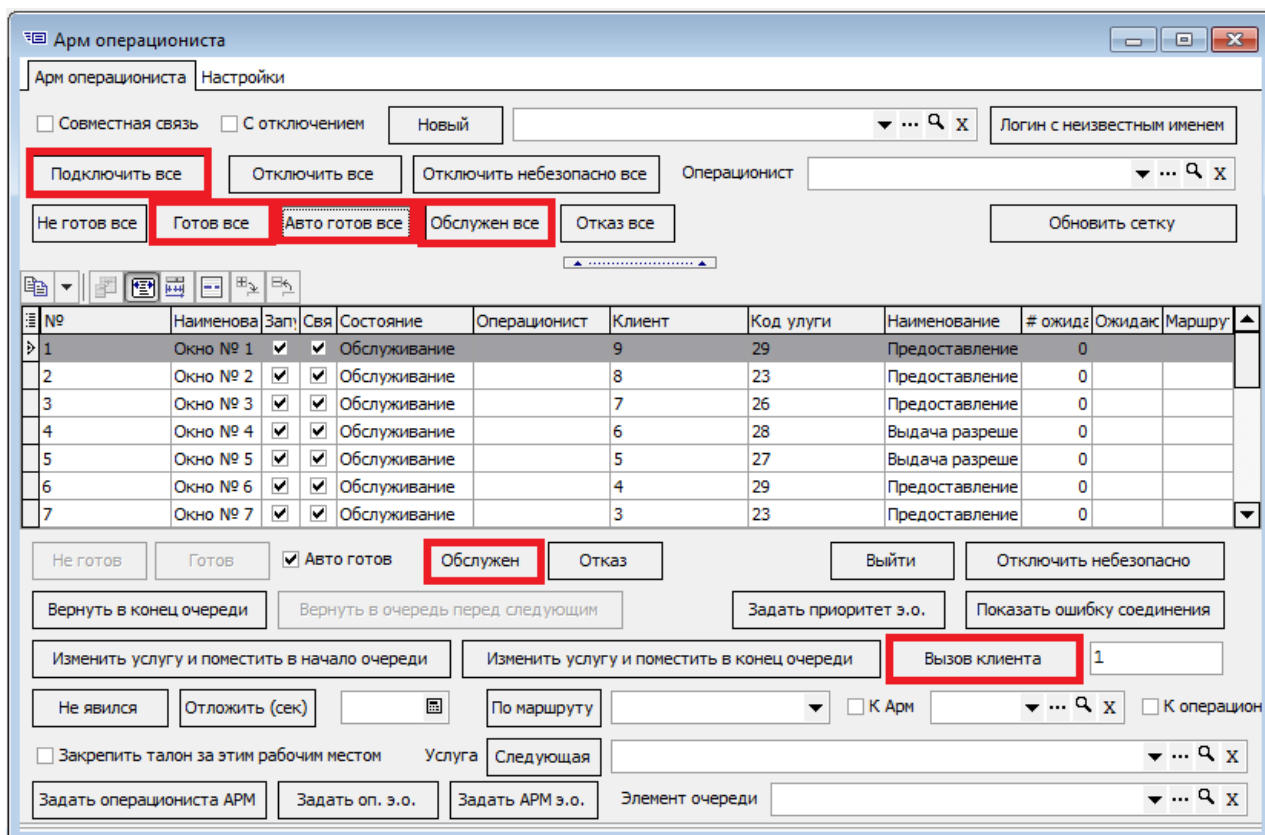 Арм операциониста
Арм операциониста Настройки
Совместная связь С отключением Новый Логин с неизвестным именем
Подключить все Отключить все Отключить небезопасно все Операционист
Не готов все Готов все Авто готов все Обслужен все Отказ все Обновить сетку
№ Наименова Запу Свя Состояние Операционист Клиент Код улуги Наименование # ожида Ожидаю Маршру
1 Окно № 1 Обслуживание 9 29 Предоставление 0
2 Окно № 2 Обслуживание 8 23 Предоставление 0
3 Окно № 3 Обслуживание 7 26 Предоставление 0
4 Окно № 4 Обслуживание 6 28 Выдача разреше 0
5 Окно № 5 Обслуживание 5 27 Выдача разреше 0
6 Окно № 6 Обслуживание 4 29 Предоставление 0
7 Окно № 7 Обслуживание 3 23 Предоставление 0
Не готов Готов Авто готов Обслужен Отказ Выйти Отключить небезопасно
Вернуть в конец очереди Вернуть в очередь перед следующим Задать приоритет э.о. Показать ошибку соединения
Изменить услугу и поместить в начало очереди Изменить услугу и поместить в конец очереди Вызов клиента 1
Не явился Отложить (сек) По маршруту К Арм К операцион
Закрепить талон за этим рабочим местом Услуга Следующая
Задать операциониста АРМ Задать оп. э.о. Задать АРМ э.о. Элемент очереди